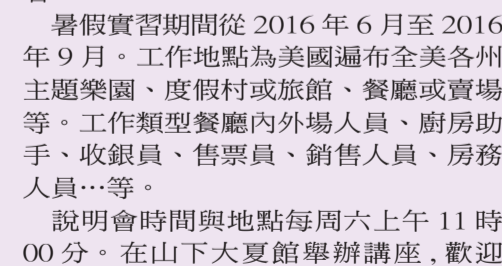 暑假實習期間從 2016 年 6 月至 2016
年 9 月。工作地點為美國遍布全美各州
主題樂園、度假村或旅館、餐廳或賣場
等。工作類型餐廳內外場人員、廚房助
手、收銀員、售票員、銷售人員、房務
人員…等。
說明會時間與地點每周六上午 11 時
00 分。在山下大夏館舉辦講座 , 歡迎